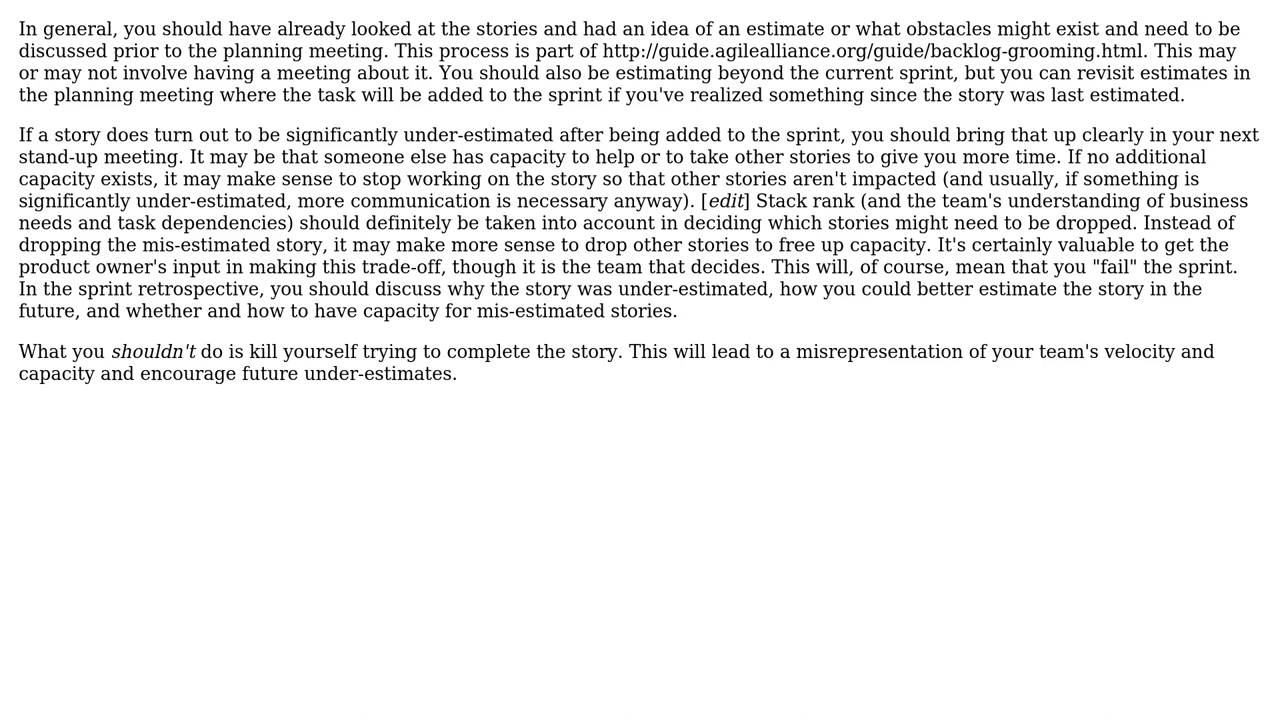 In general, you should have already looked at the stories and had an idea of an estimate or what obstacles might exist and need to be
discussed prior to the planning meeting. This process is part of http://guide.agilealliance.org/guide/backlog-grooming.html. This may
or may not involve having a meeting about it. You should also be estimating beyond the current sprint, but you can revisit estimates in
the planning meeting where the task will be added to the sprint if you've realized something since the story was last estimated.
If a story does turn out to be significantly under-estimated after being added to the sprint, you should bring that up clearly in your next
stand-up meeting. It may be that someone else has capacity to help or to take other stories to give you more time. If no additional
capacity exists, it may make sense to stop working on the story so that other stories aren't impacted (and usually, if something is
significantly under-estimated, more communication is necessary anyway). [edit] Stack rank (and the team's understanding of business
needs and task dependencies) should definitely be taken into account in deciding which stories might need to be dropped. Instead of
dropping the mis-estimated story, it may make more sense to drop other stories to free up capacity. It's certainly valuable to get the
product owner's input in making this trade-off, though it is the team that decides. This will, of course, mean that you "fail" the sprint.
In the sprint retrospective, you should discuss why the story was under-estimated, how you could better estimate the story in the
future, and whether and how to have capacity for mis-estimated stories.
What you shouldn't do is kill yourself trying to complete the story. This will lead to a misrepresentation of your team's velocity and
capacity and encourage future under-estimates.